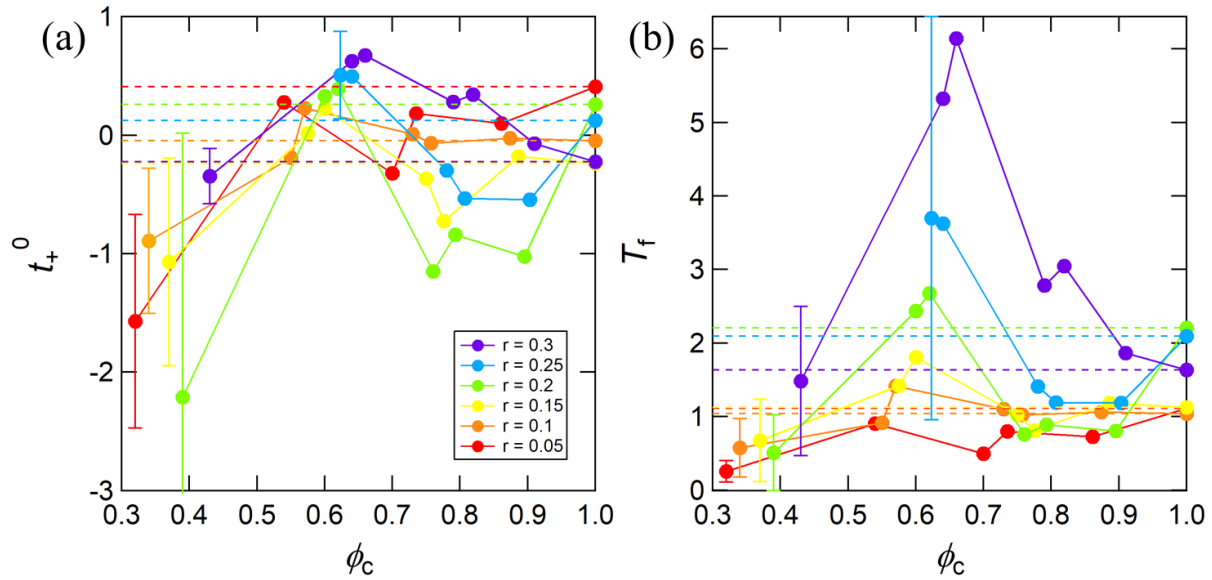 (a)
1
0
-1
-2
-3
t₊⁰
0.3 0.4 0.5 0.6 0.7 0.8 0.9 1.0
ϕc
r = 0.3
r = 0.25
r = 0.2
r = 0.15
r = 0.1
r = 0.05
(b)
6
5
4
3
2
1
0
Tf
0.3 0.4 0.5 0.6 0.7 0.8 0.9 1.0
ϕc